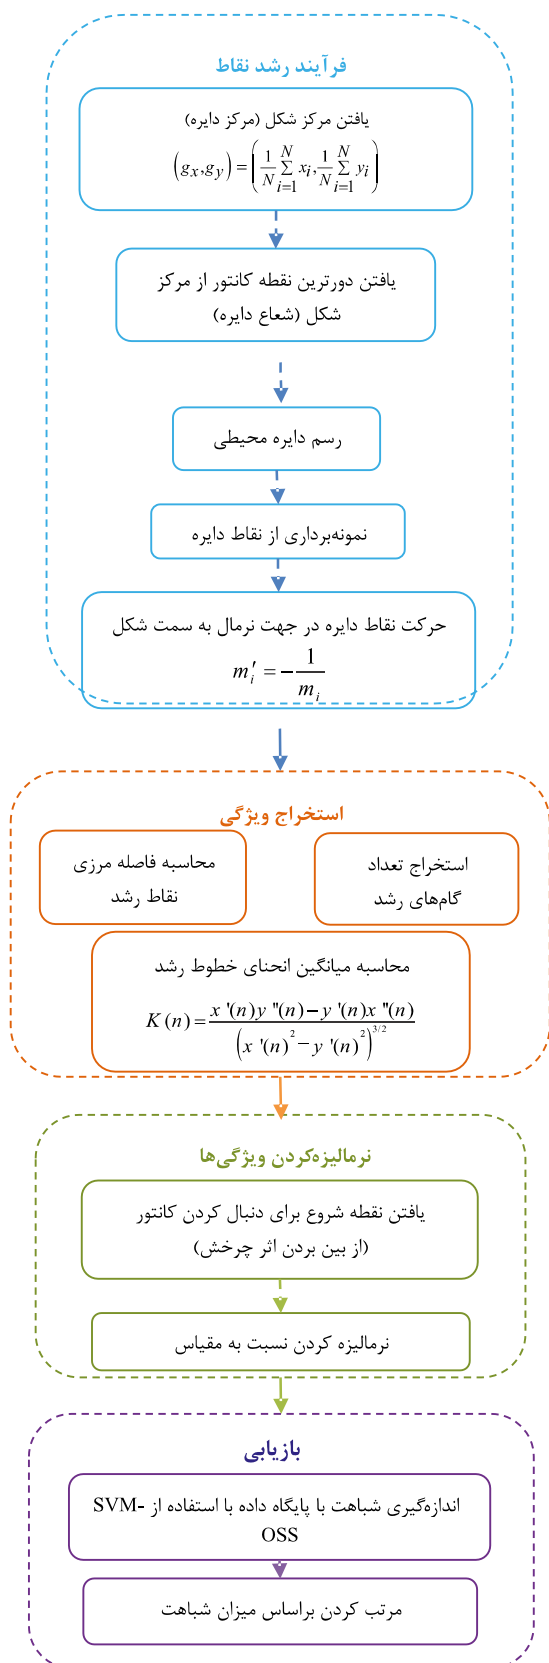 فرآیند رشد نقاط
یافتن مرکز شکل (مرکز دایره)
(g_x,g_y) = (1/N ∑_{i=1}^{N} x_i, 1/N ∑_{i=1}^{N} y_i)
یافتن دورترین نقطه کانتور از مرکز
شکل (شعاع دایره)
رسم دایره محیطی
نمونه‌برداری از نقاط دایره
حرکت نقاط دایره در جهت نرمال به سمت شکل
m_i′ = −1/m_i
استخراج ویژگی
استخراج تعداد
گام‌های رشد
محاسبه فاصله مرزی
نقاط رشد
محاسبه میانگین انحنای خطوط رشد
K(n) = (x '(n)y ''(n) − y '(n)x ''(n)) / (x '(n)^2 − y '(n)^2)^{3/2}
نرمالیزه‌کردن ویژگی‌ها
یافتن نقطه شروع برای دنبال کردن کانتور
(از بین بردن اثر چرخش)
نرمالیزه کردن نسبت به مقیاس
بازیابی
اندازه‌گیری شباهت با پایگاه داده با استفاده از SVM-
OSS
مرتب کردن براساس میزان شباهت